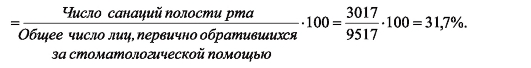 = Число санаций полости рта / Общее число лиц, первично обратившихся за стоматологической помощью ·100 = 3017 / 9517 ·100 = 31,7%.